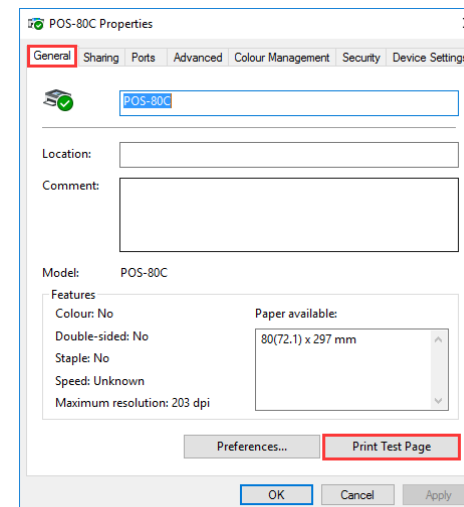 POS-80C Properties
General Sharing Ports Advanced Colour Management Security Device Settings
POS-80C
Location:
Comment:
Model: POS-80C
Features
Colour: No
Double-sided: No
Staple: No
Speed: Unknown
Maximum resolution: 203 dpi
Paper available:
80(72.1) x 297 mm
Preferences... Print Test Page
OK Cancel Apply